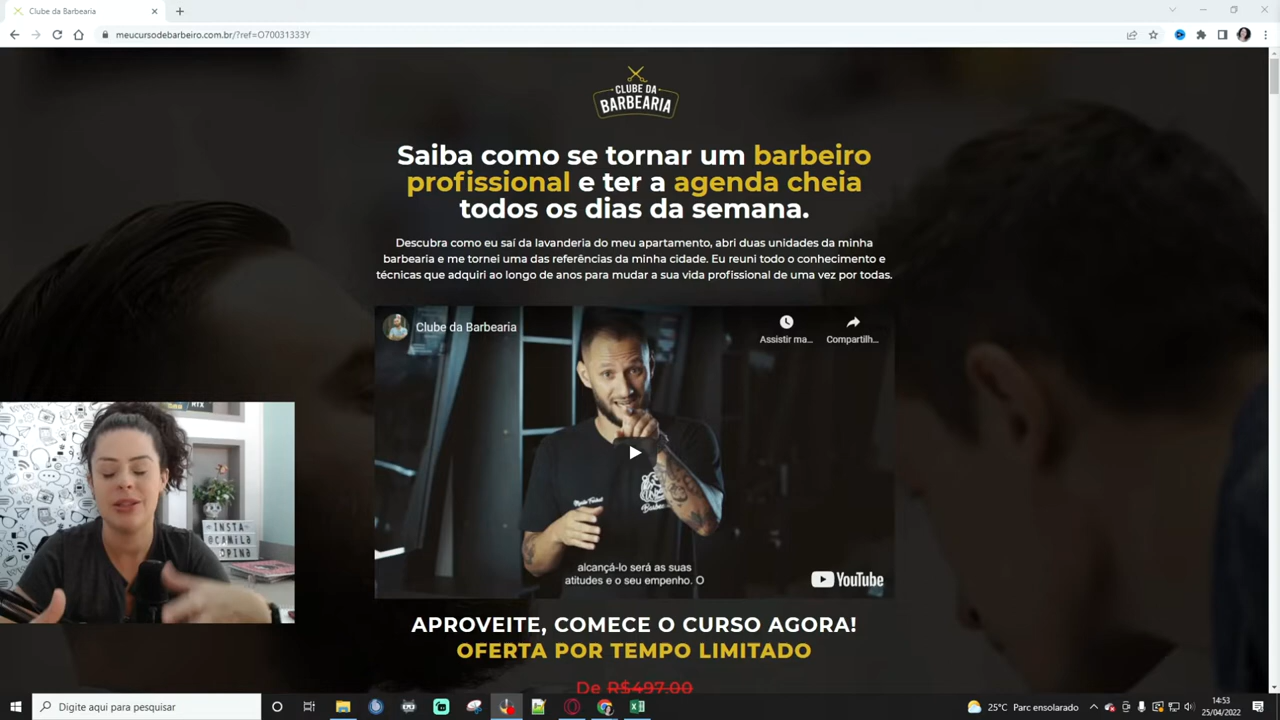 Clube da Barbearia
meucursodebarbeiro.com.br/?ref=O70031333Y
CLUBE DA
BARBEARIA
Saiba como se tornar um barbeiro
profissional e ter a agenda cheia
todos os dias da semana.
Descubra como eu saí da lavanderia do meu apartamento, abri duas unidades da minha
barbearia e me tornei uma das referências da minha cidade. Eu reuni todo o conhecimento e
técnicas que adquiri ao longo de anos para mudar a sua vida profissional de uma vez por todas.
Clube da Barbearia
Assistir ma...
Compartilh...
alcançá-lo será as suas
atitudes e o seu empenho. O
YouTube
INSTA
@CAMILA
APROVEITE, COMECE O CURSO AGORA!
OFERTA POR TEMPO LIMITADO
De R$497.00
Digite aqui para pesquisar
25°C Parc ensolarado
14:53
25/04/2022